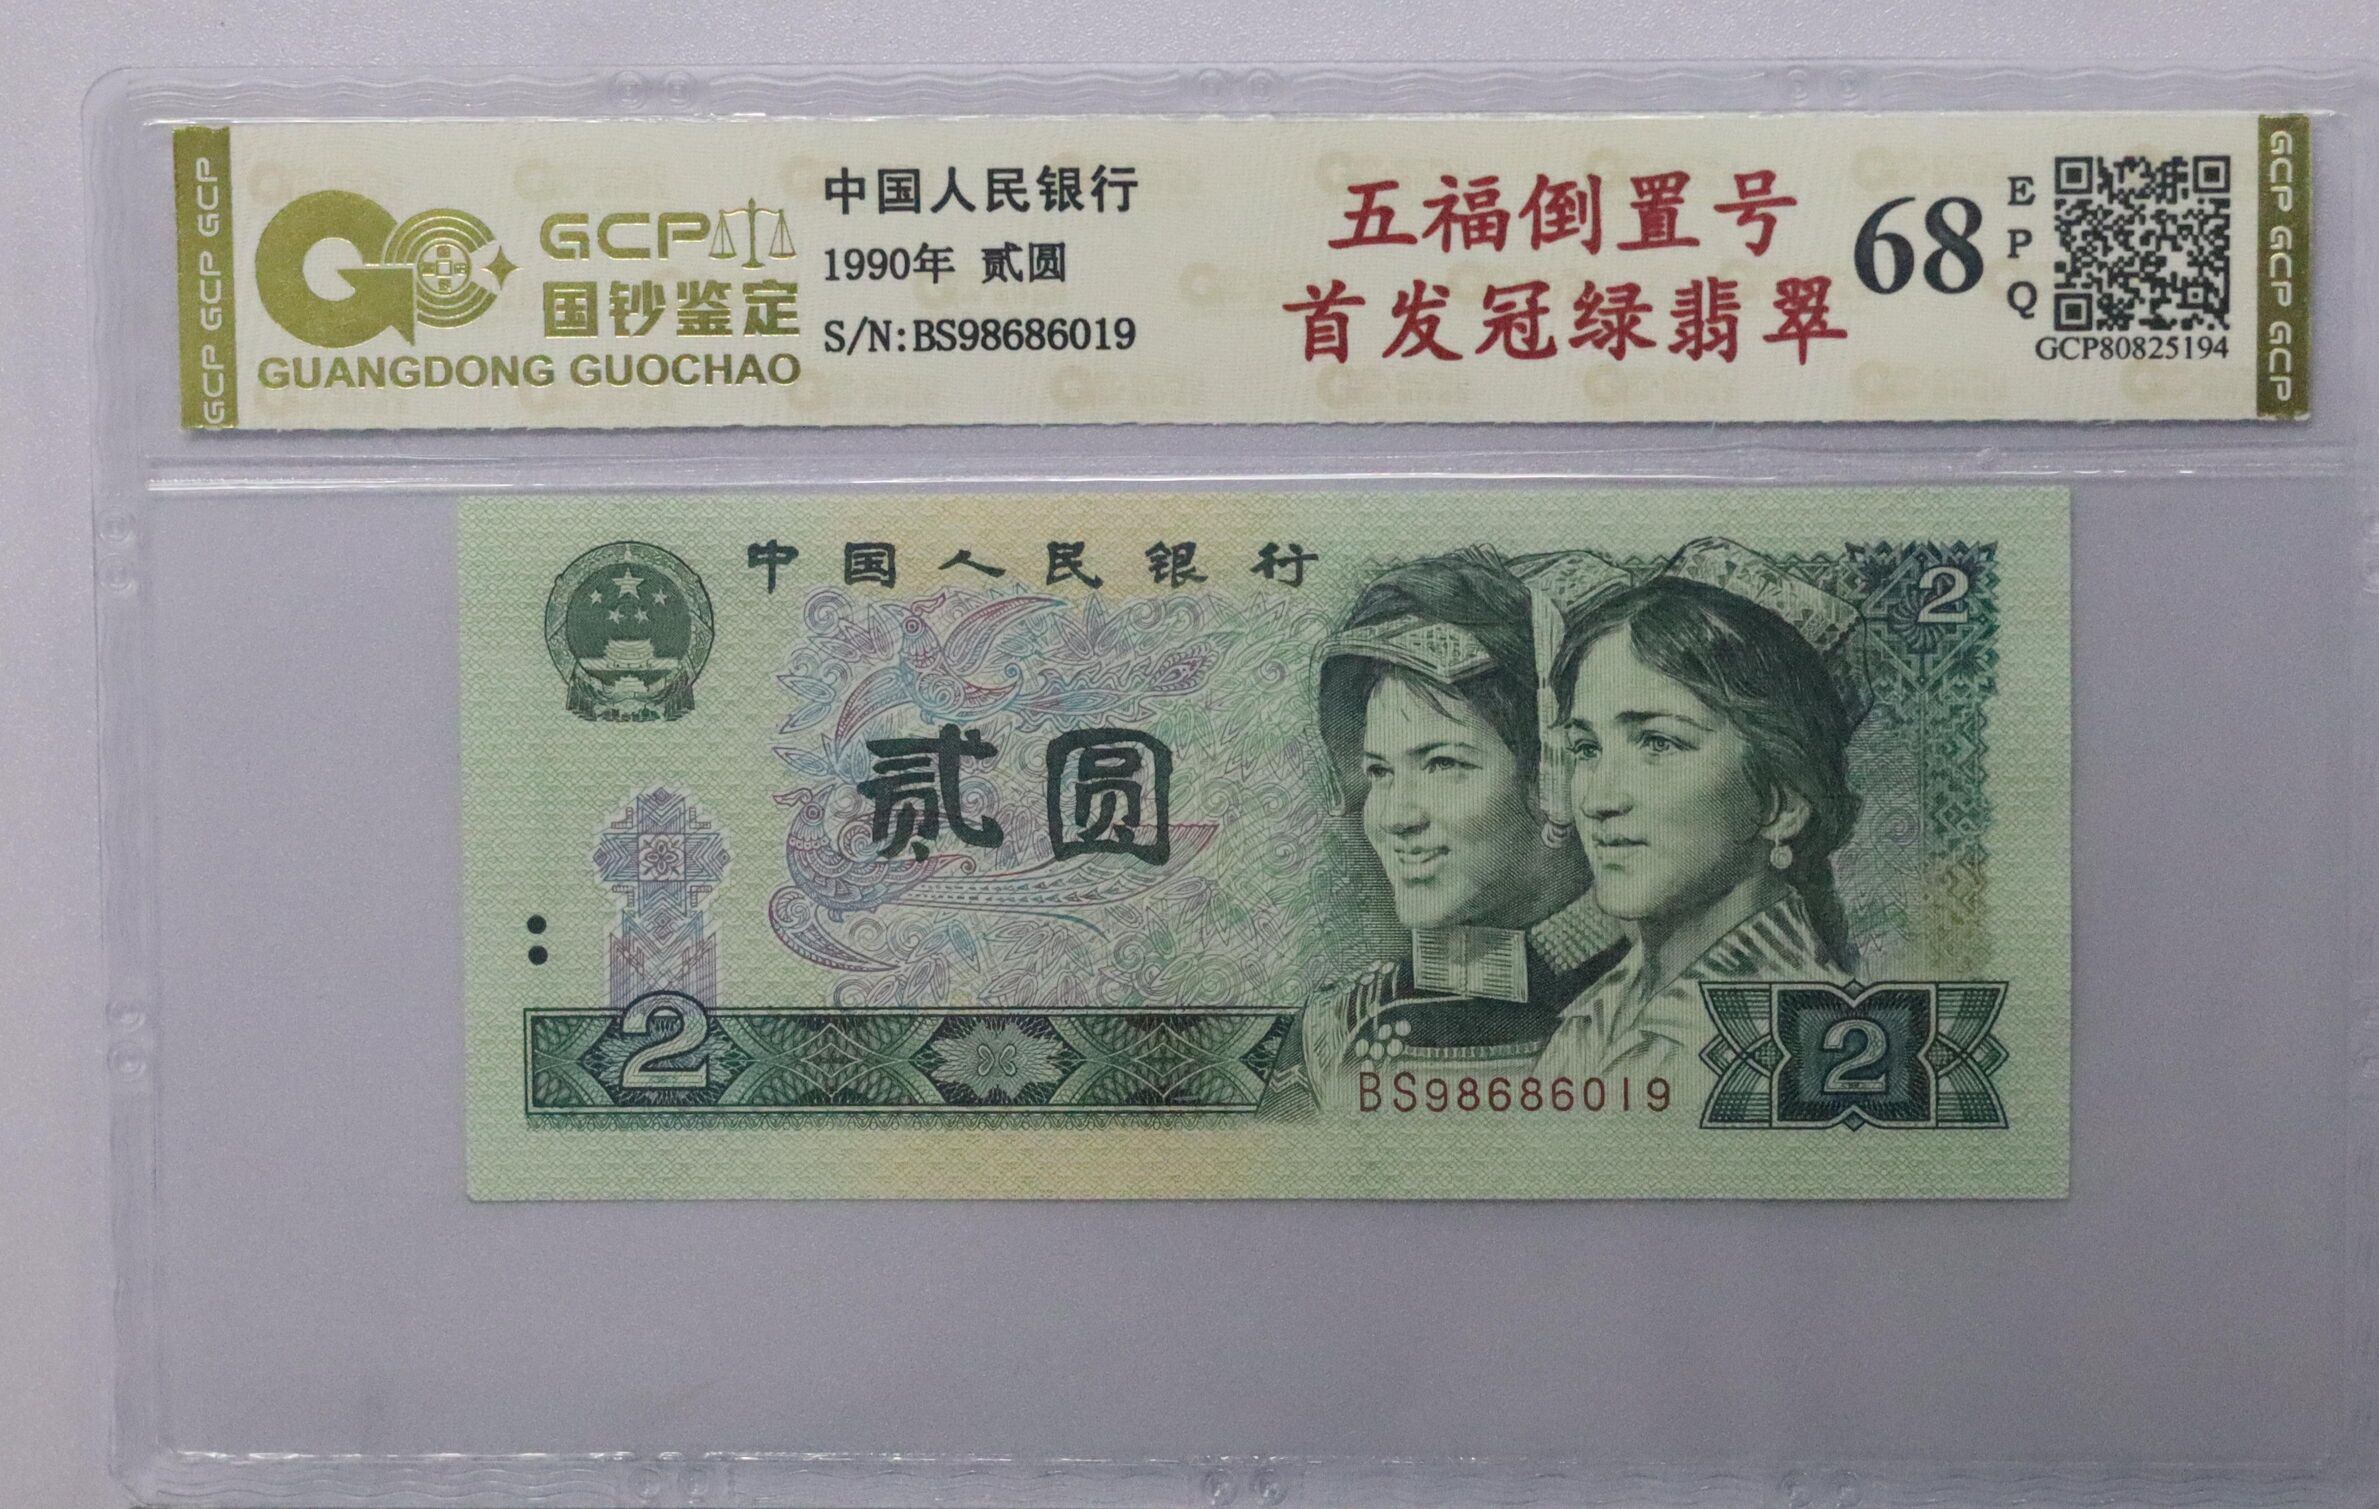 GCP GCP GCP
GCP
国钞鉴定
GUANGDONG GUOCHAO
中国人民银行
1990年 贰圆
S/N:BS98686019
五福倒置号
首发冠绿翡翠
68
EPQ
GCP80825194
GCP GCP GCP
中国人民银行
2
贰圆
2
BS98686019
2